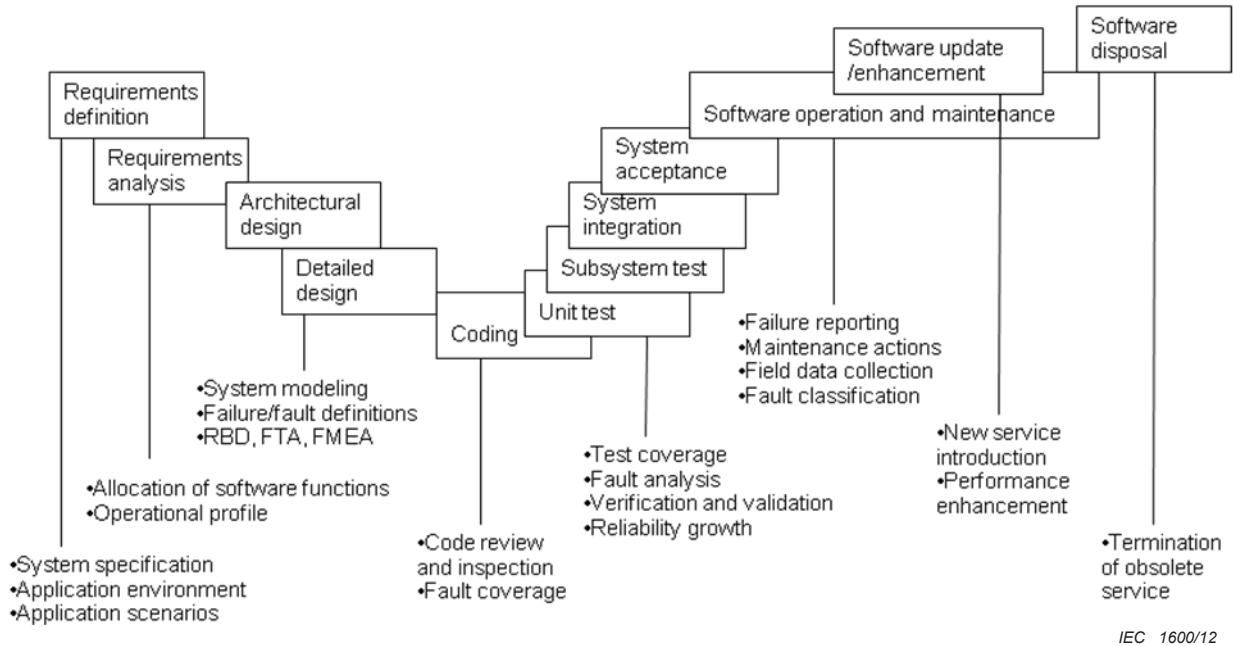 Requirements
definition
Requirements
analysis
Architectural
design
Detailed
design
Coding
Unit test
Subsystem test
System
integration
System
acceptance
Software operation and maintenance
Software update
/enhancement
Software
disposal
•System specification
•Application environment
•Application scenarios
•Allocation of software functions
•Operational profile
•System modeling
•Failure/fault definitions
•RBD, FTA, FMEA
•Code review
and inspection
•Fault coverage
•Test coverage
•Fault analysis
•Verification and validation
•Reliability growth
•Failure reporting
•Maintenance actions
•Field data collection
•Fault classification
•New service
introduction
•Performance
enhancement
•Termination
of obsolete
service
IEC 1600/12